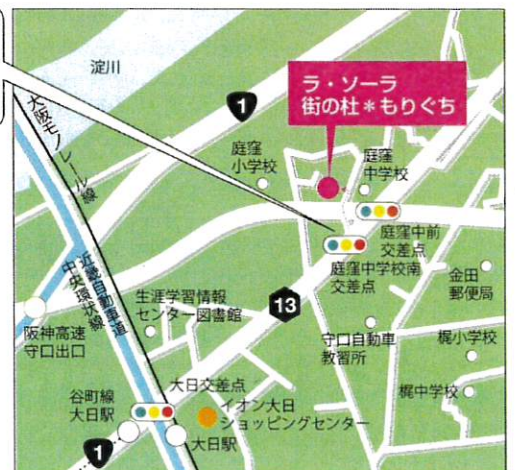 淀川
1
ラ・ソーラ
街の杜＊もりぐち
大阪モノレール線
庭窪
小学校
庭窪
中学校
庭窪中前
交差点
庭窪中学校南
交差点
金田
郵便局
近畿自動車道
中央環状線
13
生涯学習情報
センター図書館
阪神高速
守口出口
守口自動車
教習所
梶小学校
大日交差点
谷町線
大日駅
イオン大日
ショッピングセンター
梶中学校
大日駅
1